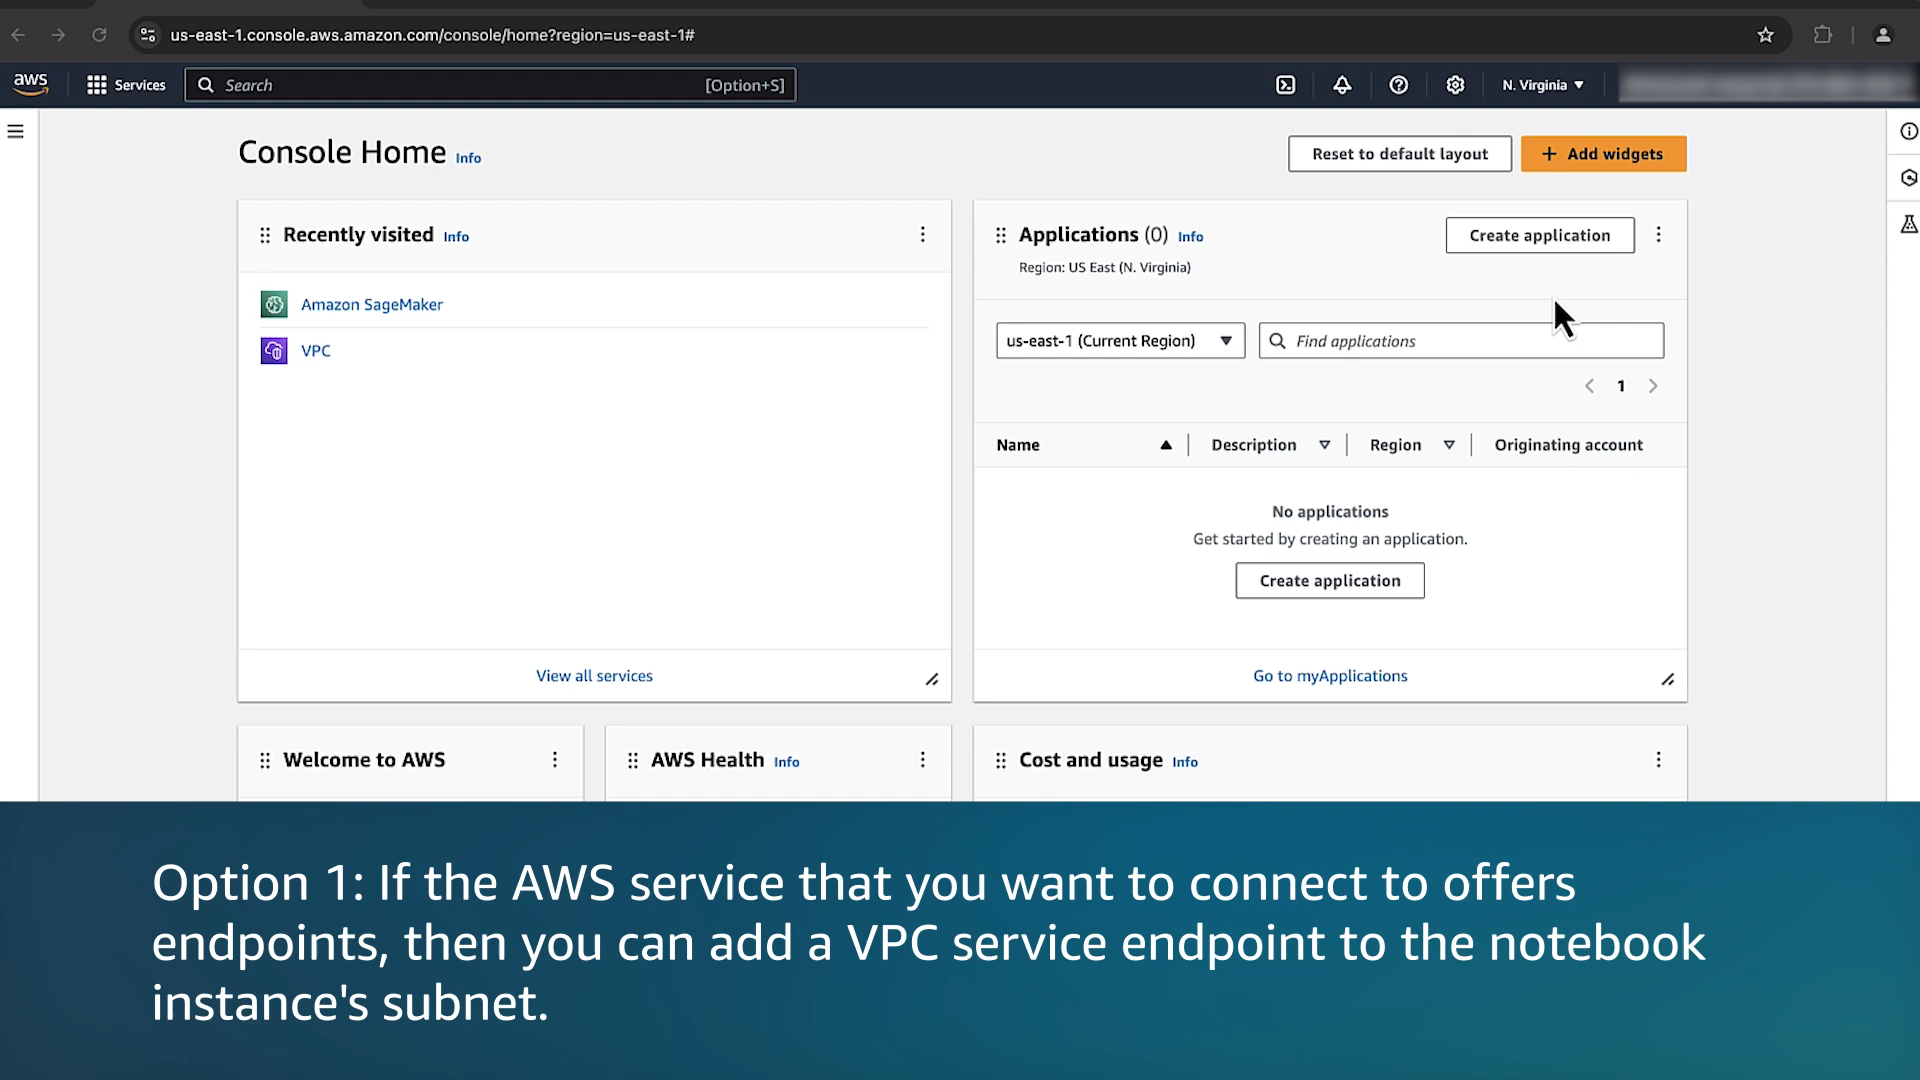 us-east-1.console.aws.amazon.com/console/home?region=us-east-1#
aws
Services
Search
[Option+S]
N. Virginia
Console Home Info
Reset to default layout
+ Add widgets
Recently visited Info
Amazon SageMaker
VPC
View all services
Applications (0) Info
Create application
Region: US East (N. Virginia)
us-east-1 (Current Region)
Find applications
1
Name
Description
Region
Originating account
No applications
Get started by creating an application.
Create application
Go to myApplications
Welcome to AWS
AWS Health Info
Cost and usage Info
Option 1: If the AWS service that you want to connect to offers
endpoints, then you can add a VPC service endpoint to the notebook
instance's subnet.